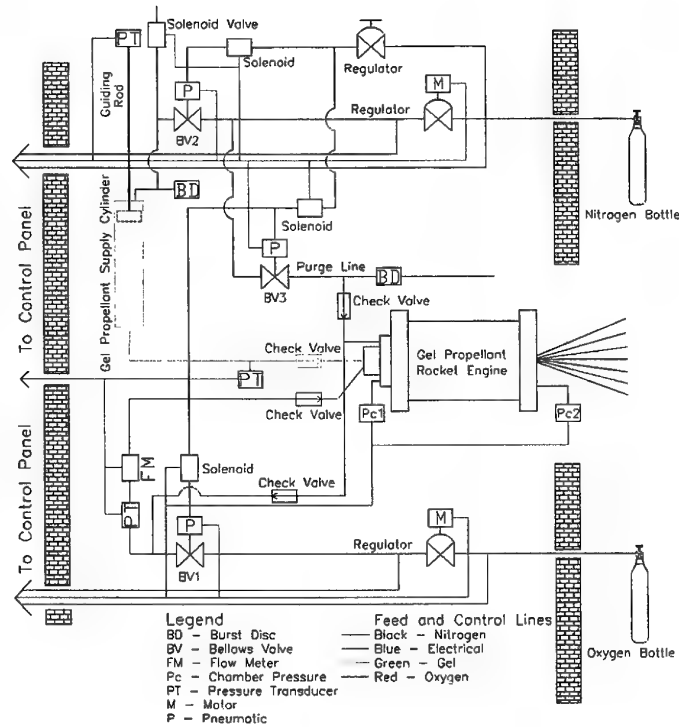 Solenoid Valve
PT
Solenoid
Regulator
M
Guiding Rod
P
Regulator
BV2
BD
Nitrogen Bottle
Solenoid
P
Purge Line
BD
BV3
Check Valve
To Control Panel
Gel Propellant Supply Cylinder
Check Valve
Gel Propellant
Rocket Engine
PT
Check Valve
Pc1
Pc2
FM
Solenoid
Check Valve
PT
To Control Panel
P
M
Regulator
BV1
Oxygen Bottle
Legend
BD – Burst Disc
BV – Bellows Valve
FM – Flow Meter
Pc – Chamber Pressure
PT – Pressure Transducer
M – Motor
P – Pneumatic
Feed and Control Lines
Black – Nitrogen
Blue – Electrical
Green – Gel
Red – Oxygen